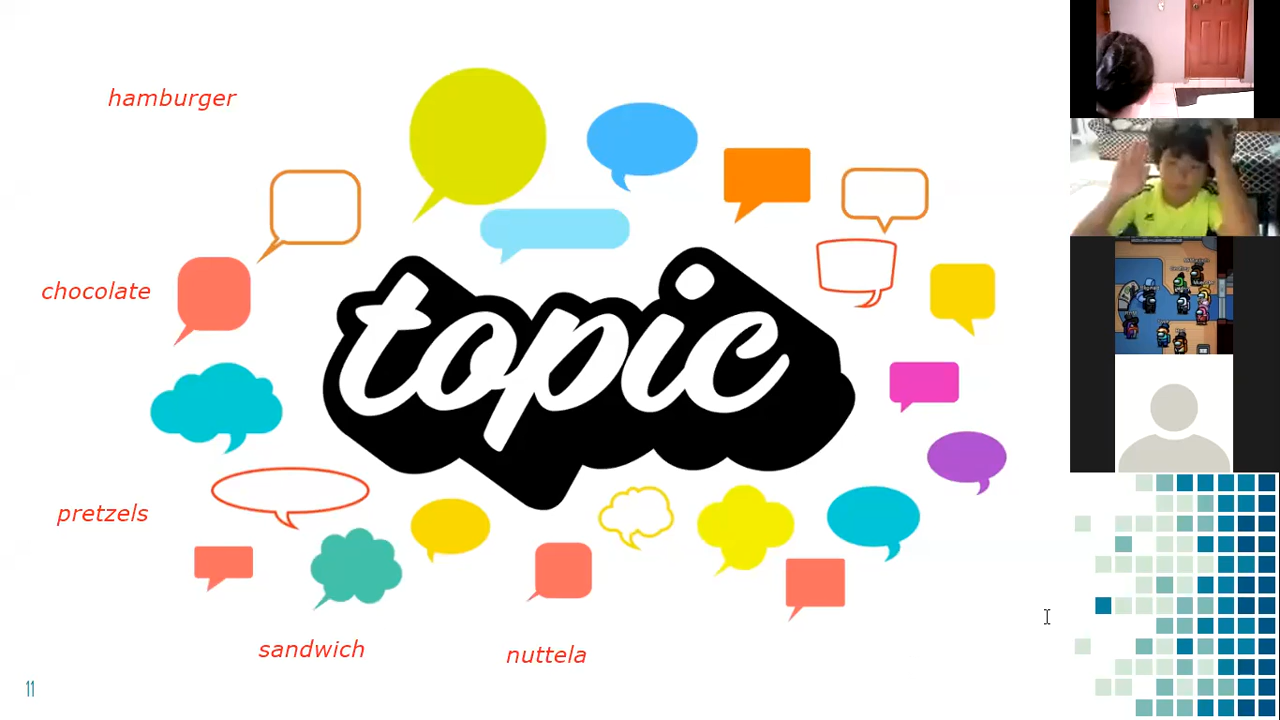 hamburger
topic
chocolate
pretzels
sandwich
nuttela
11